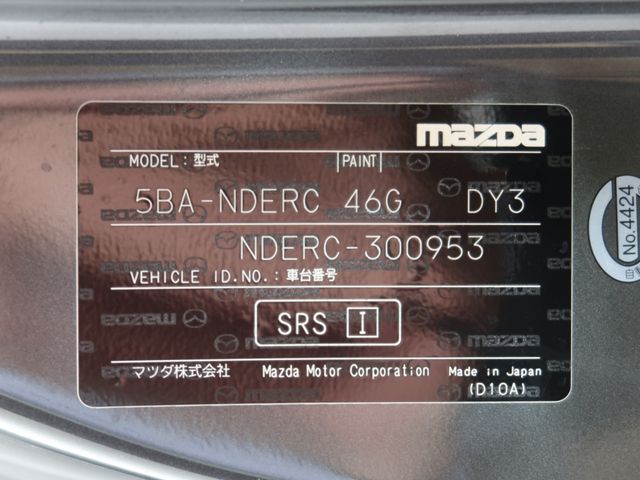 mazda
MODEL:型式 PAINT
5BA-NDERC 46G DY3
NDERC-300953
VEHICLE ID.NO.:車台番号
SRS I
マツダ株式会社 Mazda Motor Corporation Made in Japan
(D10A)
No.4424